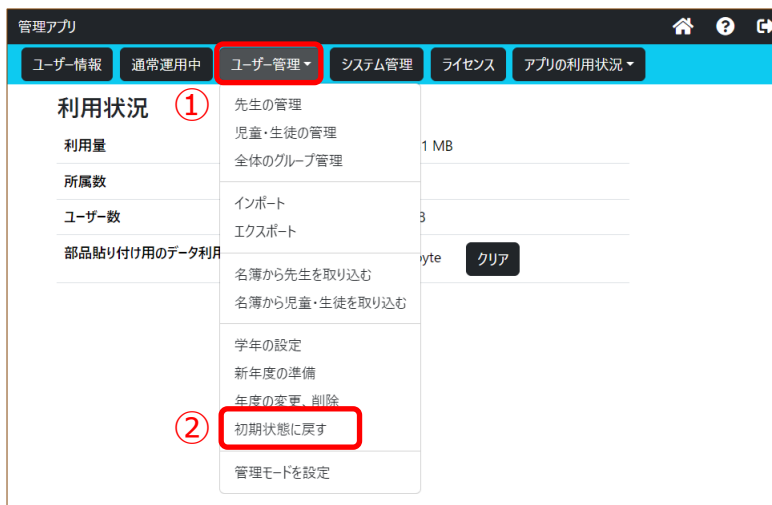 管理アプリ
ユーザー情報 通常運用中 ユーザー管理 システム管理 ライセンス アプリの利用状況
① 利用状況
先生の管理
児童・生徒の管理
全体のグループ管理
インポート
エクスポート
名簿から先生を取り込む
名簿から児童・生徒を取り込む
学年の設定
新年度の準備
年度の変更、削除
② 初期状態に戻す
管理モードを設定
利用量 1 MB
所属数
ユーザー数
部品貼り付け用のデータ利用 byte クリア